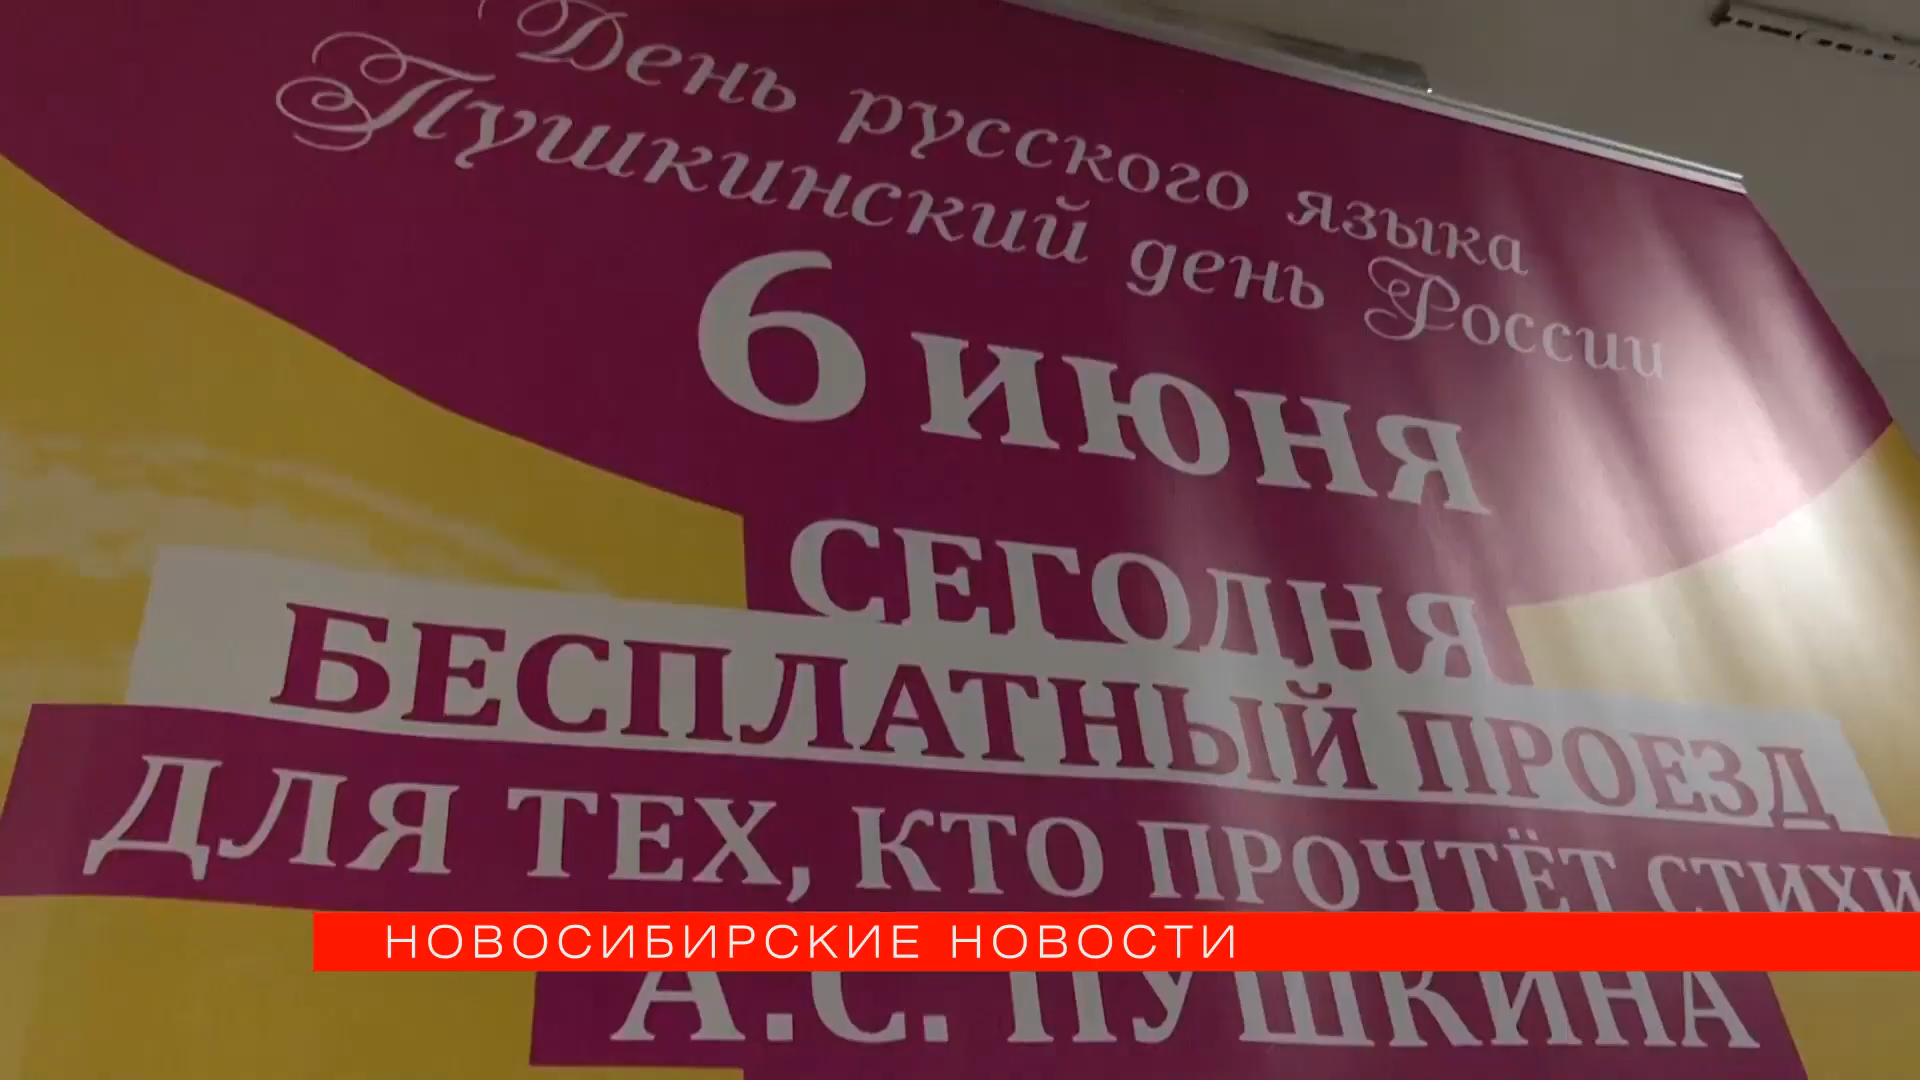 День русского языка
Пушкинский день России
6 ИЮНЯ
СЕГОДНЯ
БЕСПЛАТНЫЙ ПРОЕЗД
ДЛЯ ТЕХ, КТО ПРОЧТЁТ СТИХИ
НОВОСИБИРСКИЕ НОВОСТИ
А.С. ПУШКИНА